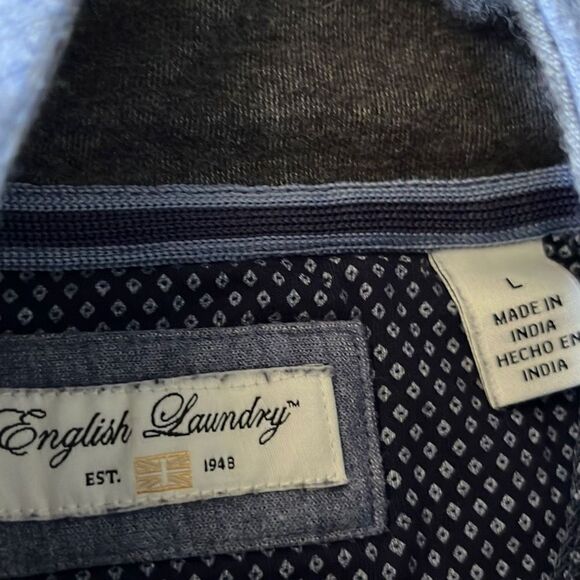 English Laundry™
EST. 1948
L
MADE IN
INDIA
HECHO EN
INDIA